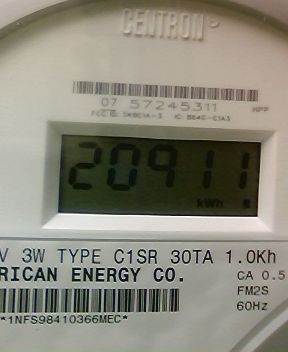 CENTRON®
07 57245311
20911
kWh
V 3W TYPE C1SR 30TA 1.0Kh
RICAN ENERGY CO.
CA 0.5
FM2S
60Hz
*1NFS98410366MEC*